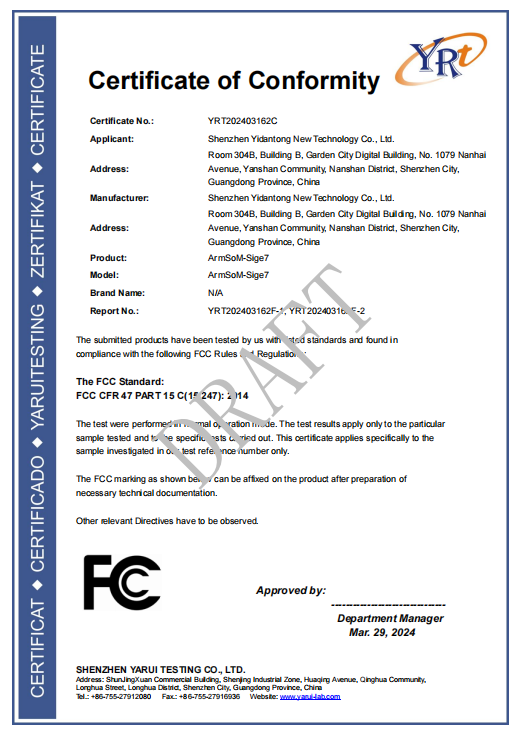 YRt
Certificate of Conformity
Certificate No.: YRT202403162C
Applicant: Shenzhen Yidantong New Technology Co., Ltd.
Room 304B, Building B, Garden City Digital Building, No. 1079 Nanhai
Address: Avenue, Yanshan Community, Nanshan District, Shenzhen City,
Guangdong Province, China
Manufacturer: Shenzhen Yidantong New Technology Co., Ltd.
Room 304B, Building B, Garden City Digital Building, No. 1079 Nanhai
Address: Avenue, Yanshan Community, Nanshan District, Shenzhen City,
Guangdong Province, China
Product: ArmSoM-Sige7
Model: ArmSoM-Sige7
Brand Name: N/A
Report No.: YRT202403162F-1, YRT202403162F-2
The submitted products have been tested by us with listed standards and found in
compliance with the following FCC Rules and Regulations:
The FCC Standard:
FCC CFR 47 PART 15 C(15.247): 2014
The test were performed in normal operation mode. The test results apply only to the particular
sample tested and to the specific tests carried out. This certificate applies specifically to the
sample investigated in our test reference number only.
The FCC marking as shown below can be affixed on the product after preparation of
necessary technical documentation.
Other relevant Directives have to be observed.
DRAFT
FCC
Approved by:
Department Manager
Mar. 29, 2024
SHENZHEN YARUI TESTING CO., LTD.
Address: ShunJingXuan Commercial Building, Shenjing Industrial Zone, Huaqing Avenue, Qinghua Community,
Longhua Street, Longhua District, Shenzhen City, Guangdong Province, China
Tel.: +86-755-27912080 Fax.: +86-755-27916936 Website: www.yarui-lab.com
CERTIFICAT ◆ CERTIFICADO ◆ YARUITESTING ◆ ZERTIFIKAT ◆ CERTIFICATE